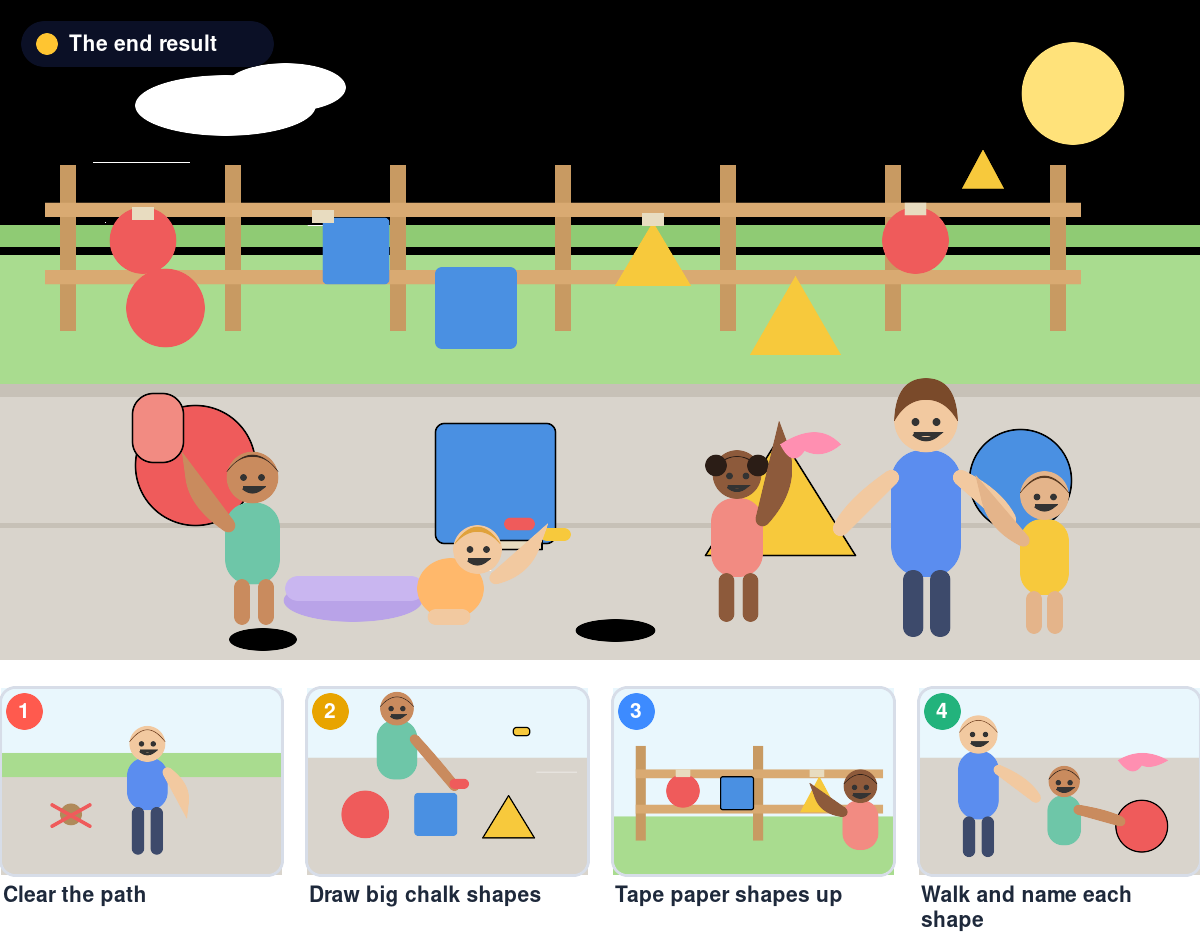 The end result
1
2
3
4
Clear the path
Draw big chalk shapes
Tape paper shapes up
Walk and name each
shape